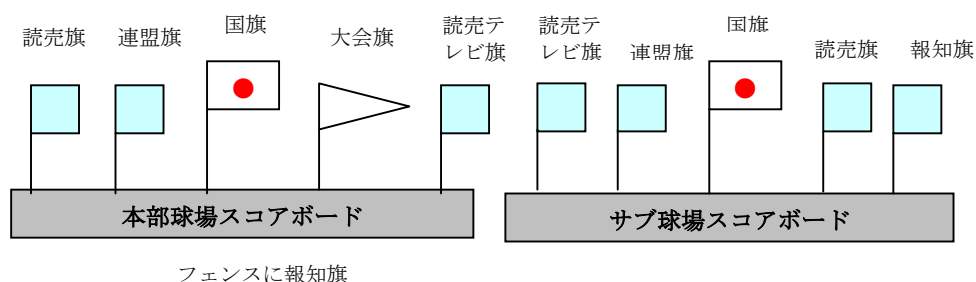 読売旗
連盟旗
国旗
大会旗
読売テ
レビ旗
読売テ
レビ旗
連盟旗
国旗
読売旗
報知旗
本部球場スコアボード
サブ球場スコアボード
フェンスに報知旗